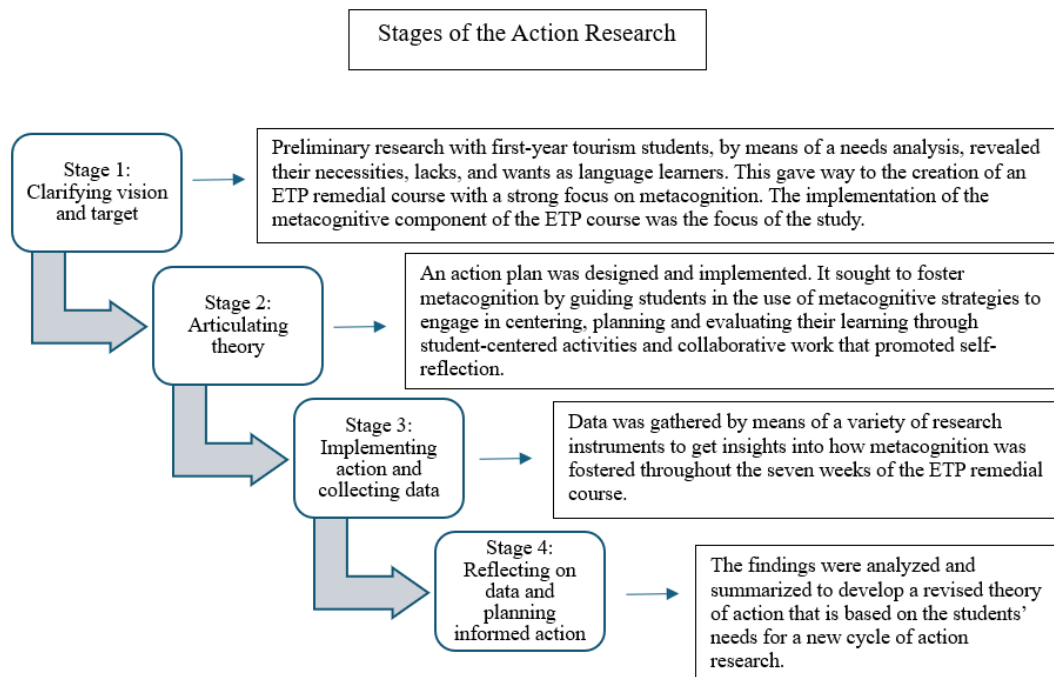 Stages of the Action Research
Stage 1:
Clarifying vision
and target
Preliminary research with first-year tourism students, by means of a needs analysis, revealed
their necessities, lacks, and wants as language learners. This gave way to the creation of an
ETP remedial course with a strong focus on metacognition. The implementation of the
metacognitive component of the ETP course was the focus of the study.
Stage 2:
Articulating
theory
An action plan was designed and implemented. It sought to foster
metacognition by guiding students in the use of metacognitive strategies to
engage in centering, planning and evaluating their learning through
student-centered activities and collaborative work that promoted self-
reflection.
Stage 3:
Implementing
action and
collecting data
Data was gathered by means of a variety of research
instruments to get insights into how metacognition was
fostered throughout the seven weeks of the ETP remedial
course.
Stage 4:
Reflecting on
data and
planning
informed action
The findings were analyzed and
summarized to develop a revised theory
of action that is based on the students’
needs for a new cycle of action
research.